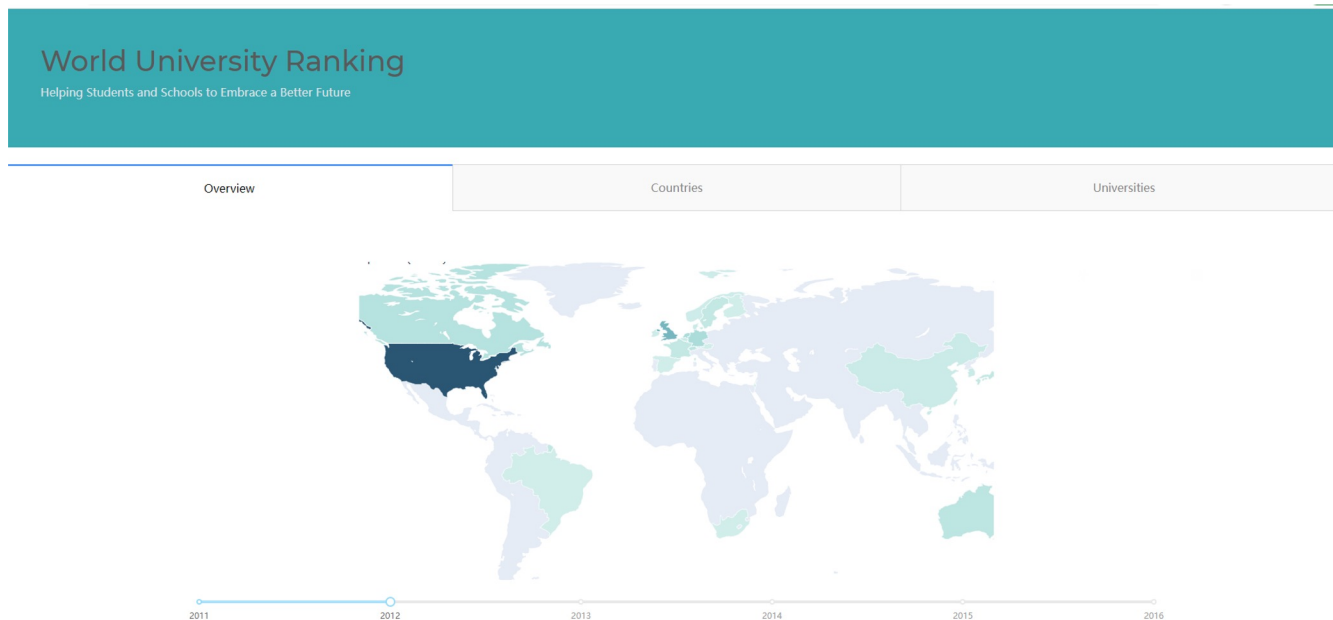 World University Ranking
Helping Students and Schools to Embrace a Better Future
Overview Countries Universities
2011 2012 2013 2014 2015 2016